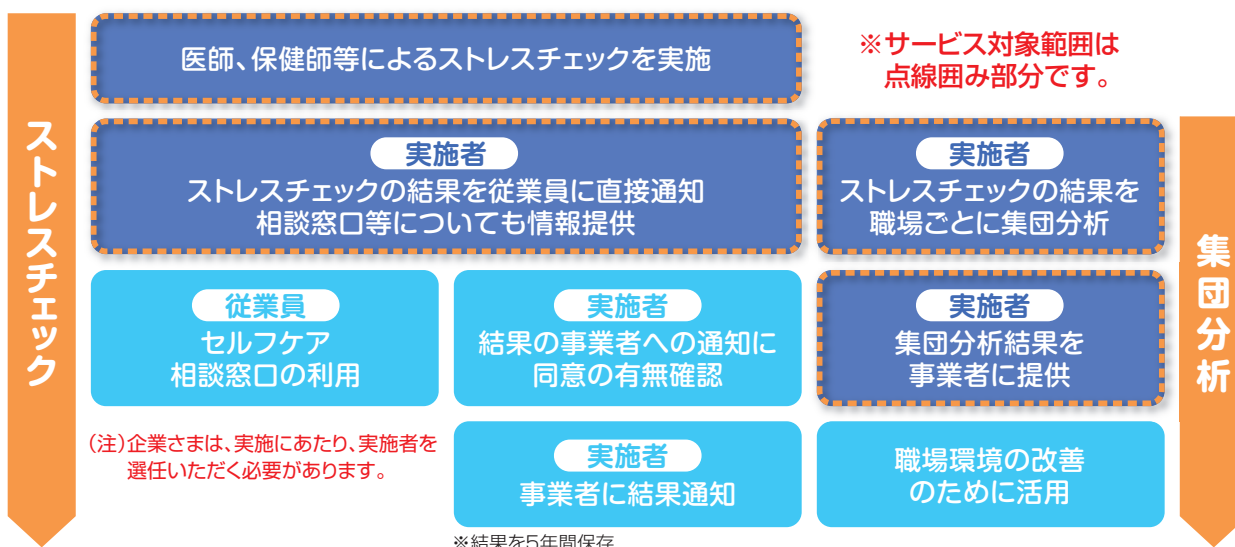 ストレスチェック
医師、保健師等によるストレスチェックを実施
※サービス対象範囲は
点線囲み部分です。
実施者
ストレスチェックの結果を従業員に直接通知
相談窓口等についても情報提供
実施者
ストレスチェックの結果を
職場ごとに集団分析
集団分析
従業員
セルフケア
相談窓口の利用
実施者
結果の事業者への通知に
同意の有無確認
実施者
集団分析結果を
事業者に提供
(注)企業さまは、実施にあたり、実施者を
選任いただく必要があります。
実施者
事業者に結果通知
職場環境の改善
のために活用
※結果を5年間保存